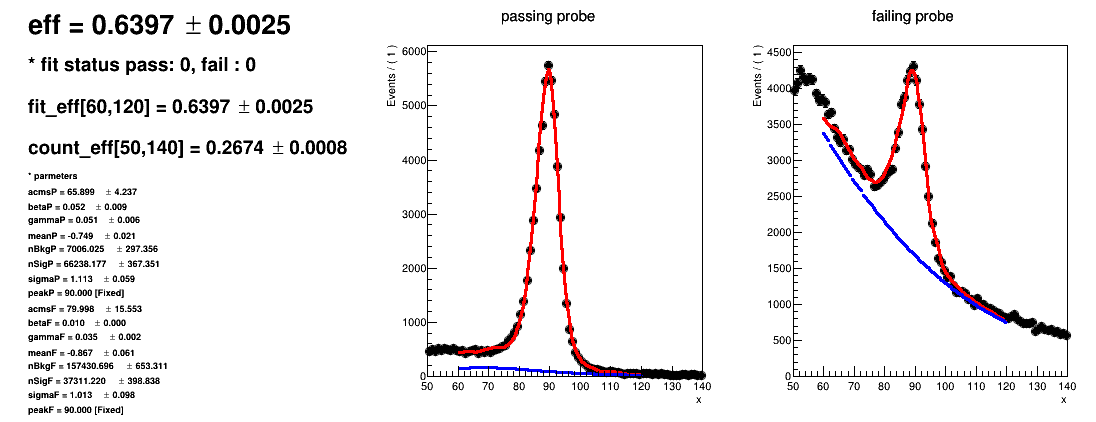 eff = 0.6397 ± 0.0025
* fit status pass: 0, fail : 0
fit_eff[60,120] = 0.6397 ± 0.0025
count_eff[50,140] = 0.2674 ± 0.0008
* parmeters
acmsP = 65.899 ± 4.237
betaP = 0.052 ± 0.009
gammaP = 0.051 ± 0.006
meanP = -0.749 ± 0.021
nBkgP = 7006.025 ± 297.356
nSigP = 66238.177 ± 367.351
sigmaP = 1.113 ± 0.059
peakP = 90.000 [Fixed]
acmsF = 79.998 ± 15.553
betaF = 0.010 ± 0.000
gammaF = 0.035 ± 0.002
meanF = -0.867 ± 0.061
nBkgF = 157430.696 ± 653.311
nSigF = 37311.220 ± 398.838
sigmaF = 1.013 ± 0.098
peakF = 90.000 [Fixed]
passing probe
Events / ( 1 )
6000
5000
4000
3000
2000
1000
0
50 60 70 80 90 100 110 120 130 140
x
failing probe
Events / ( 1 )
4500
4000
3500
3000
2500
2000
1500
1000
500
0
50 60 70 80 90 100 110 120 130 140
x